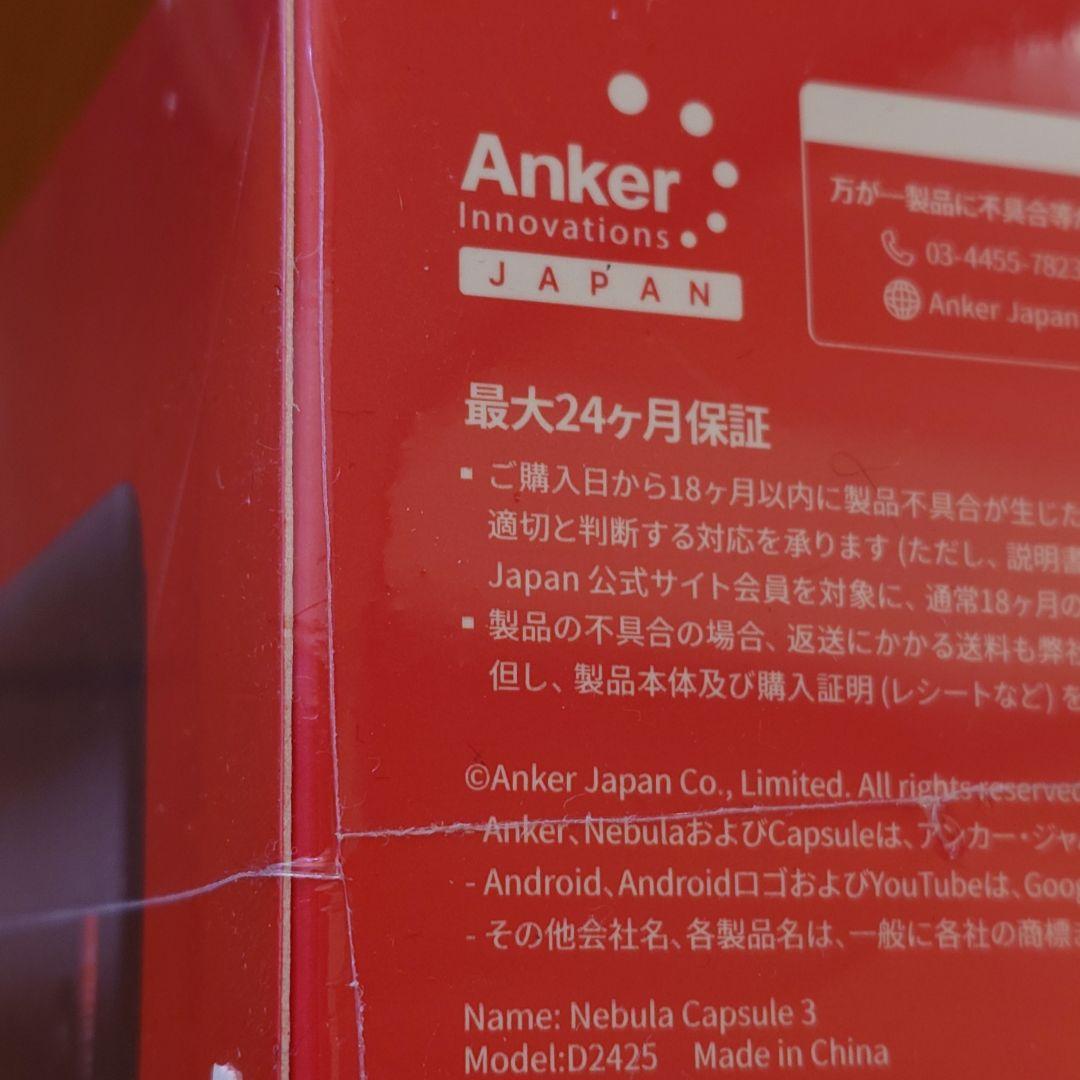 Anker
Innovations
JAPAN
万が一製品に不具合等が
03-4455-7823
Anker Japan
最大24ヶ月保証
▪ ご購入日から18ヶ月以内に製品不具合が生じた
適切と判断する対応を承ります (ただし、説明書
Japan 公式サイト会員を対象に、通常18ヶ月の
▪ 製品の不具合の場合、返送にかかる送料も弊社
但し、製品本体及び購入証明 (レシートなど) を
©Anker Japan Co., Limited. All rights reserved
- Anker、NebulaおよびCapsuleは、アンカー・ジャ
- Android、AndroidロゴおよびYouTubeは、Goog
- その他会社名、各製品名は、一般に各社の商標ま
Name: Nebula Capsule 3
Model:D2425 Made in China